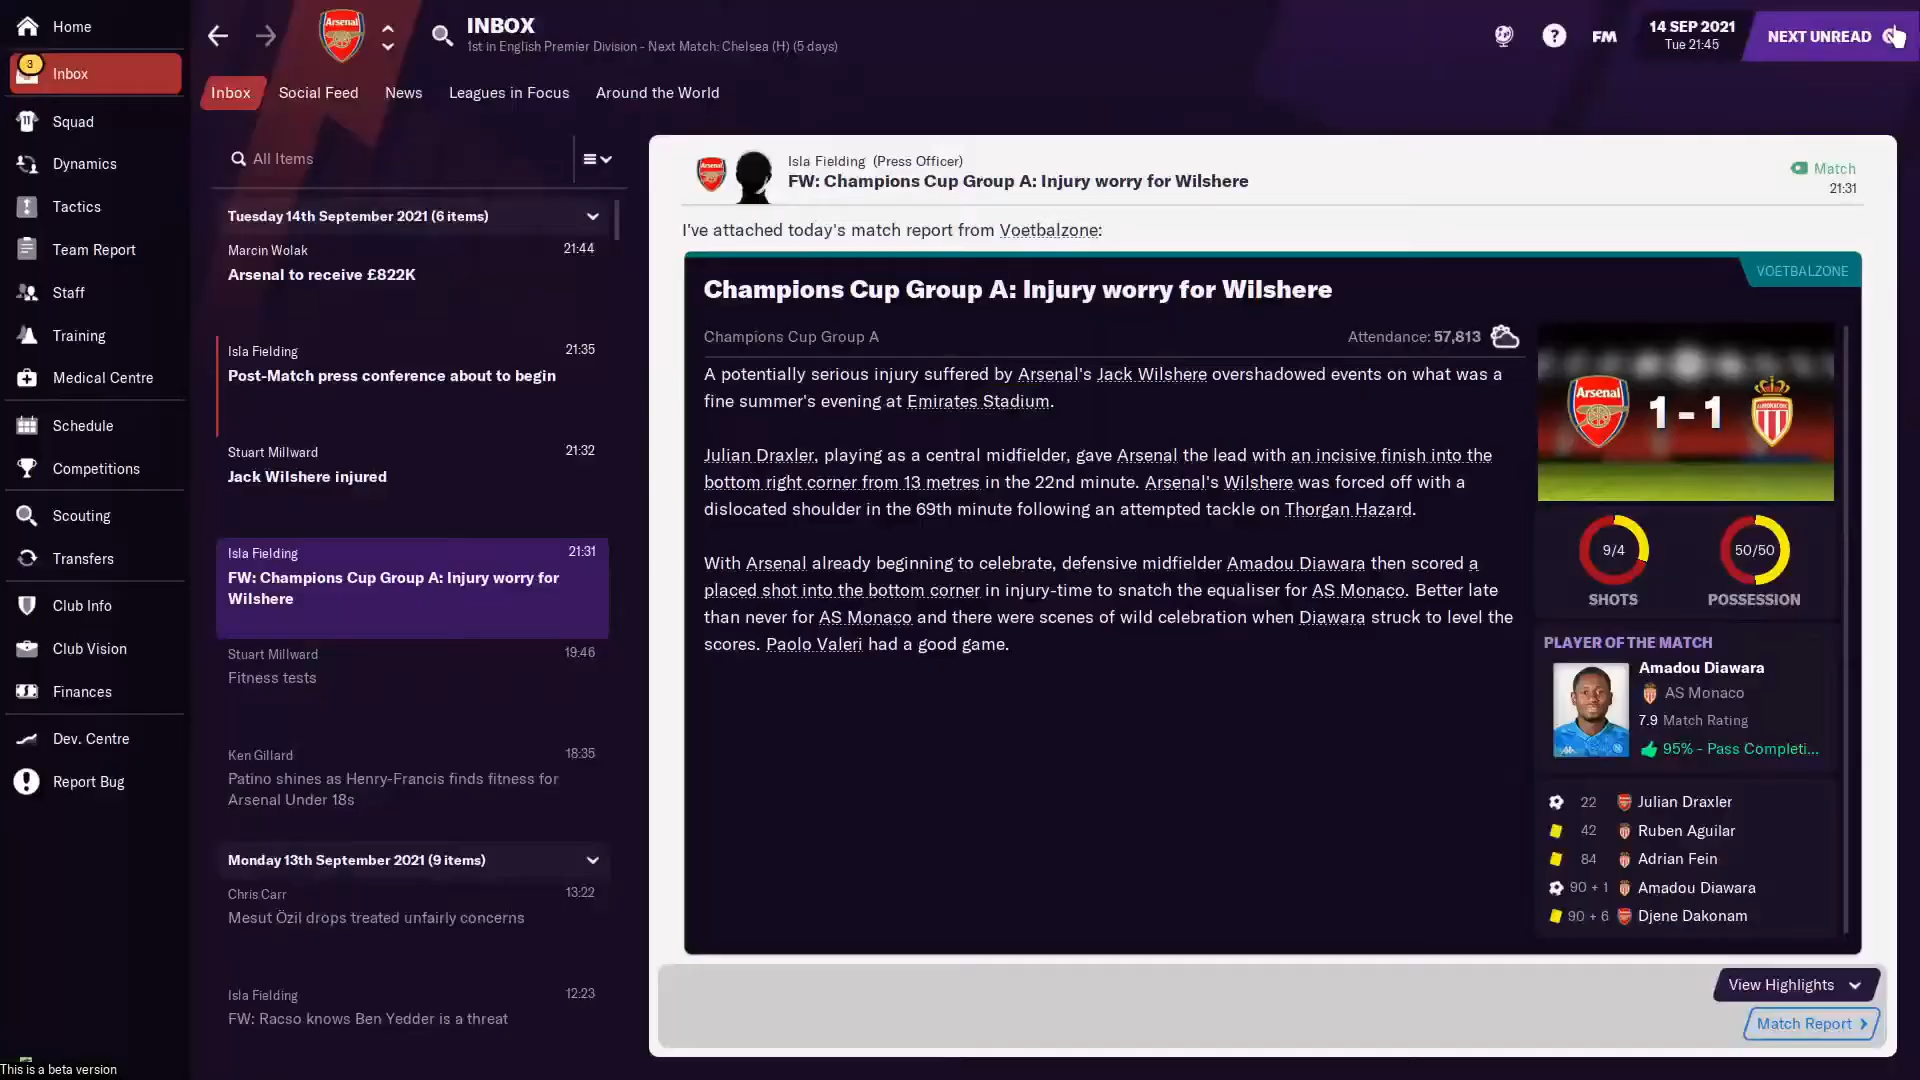 Home
3
Inbox
Squad
Dynamics
Tactics
Team Report
Staff
Training
Medical Centre
Schedule
Competitions
Scouting
Transfers
Club Info
Club Vision
Finances
Dev. Centre
Report Bug
This is a beta version
Arsenal
INBOX
1st in English Premier Division - Next Match: Chelsea (H) (5 days)
FM
14 SEP 2021
Tue 21:45
NEXT UNREAD
Inbox
Social Feed
News
Leagues in Focus
Around the World
All Items
Tuesday 14th September 2021 (6 items)
Marcin Wolak 21:44
Arsenal to receive £822K
Isla Fielding 21:35
Post-Match press conference about to begin
Stuart Millward 21:32
Jack Wilshere injured
Isla Fielding 21:31
FW: Champions Cup Group A: Injury worry for
Wilshere
Stuart Millward 19:46
Fitness tests
Ken Gillard 18:35
Patino shines as Henry-Francis finds fitness for
Arsenal Under 18s
Monday 13th September 2021 (9 items)
Chris Carr 13:22
Mesut Özil drops treated unfairly concerns
Isla Fielding 12:23
FW: Racso knows Ben Yedder is a threat
Isla Fielding (Press Officer)
FW: Champions Cup Group A: Injury worry for Wilshere
Match
21:31
I've attached today's match report from Voetbalzone:
VOETBALZONE
Champions Cup Group A: Injury worry for Wilshere
Champions Cup Group A
Attendance: 57,813
A potentially serious injury suffered by Arsenal's Jack Wilshere overshadowed events on what was a
fine summer's evening at Emirates Stadium.
Julian Draxler, playing as a central midfielder, gave Arsenal the lead with an incisive finish into the
bottom right corner from 13 metres in the 22nd minute. Arsenal's Wilshere was forced off with a
dislocated shoulder in the 69th minute following an attempted tackle on Thorgan Hazard.
With Arsenal already beginning to celebrate, defensive midfielder Amadou Diawara then scored a
placed shot into the bottom corner in injury-time to snatch the equaliser for AS Monaco. Better late
than never for AS Monaco and there were scenes of wild celebration when Diawara struck to level the
scores. Paolo Valeri had a good game.
Arsenal
1 - 1
9/4
50/50
SHOTS
POSSESSION
PLAYER OF THE MATCH
Amadou Diawara
AS Monaco
7.9 Match Rating
95% - Pass Completi...
22 Julian Draxler
42 Ruben Aguilar
84 Adrian Fein
90 + 1 Amadou Diawara
90 + 6 Djene Dakonam
View Highlights
Match Report